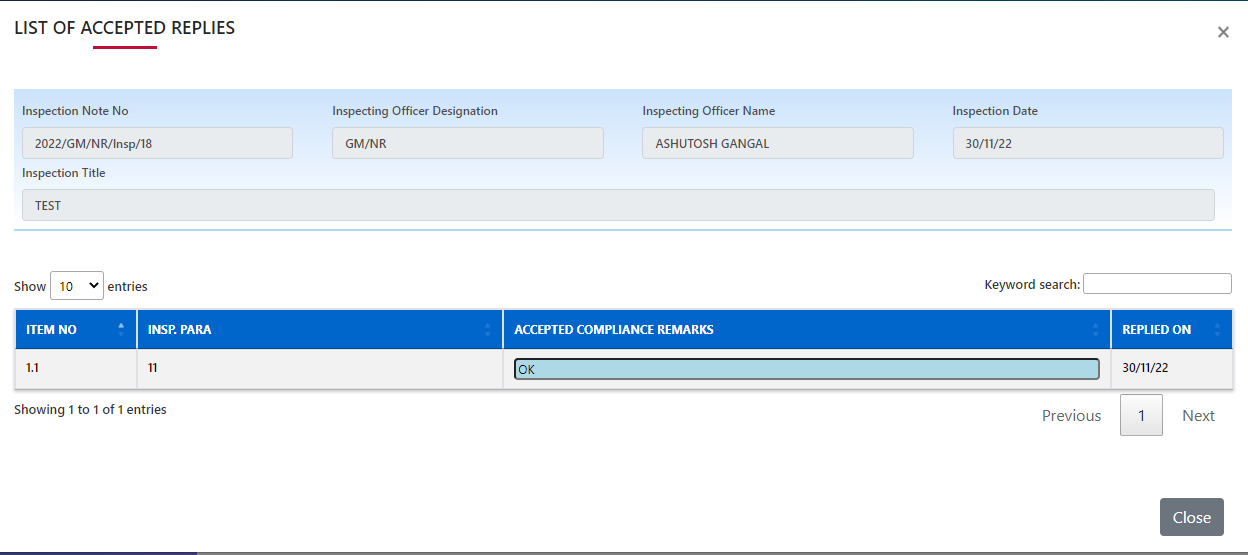 LIST OF ACCEPTED REPLIES
×
Inspection Note No Inspecting Officer Designation Inspecting Officer Name Inspection Date
2022/GM/NR/Insp/18 GM/NR ASHUTOSH GANGAL 30/11/22
Inspection Title
TEST
Show 10 entries Keyword search:
ITEM NO INSP. PARA ACCEPTED COMPLIANCE REMARKS REPLIED ON
1.1 11 OK 30/11/22
Showing 1 to 1 of 1 entries Previous 1 Next
Close